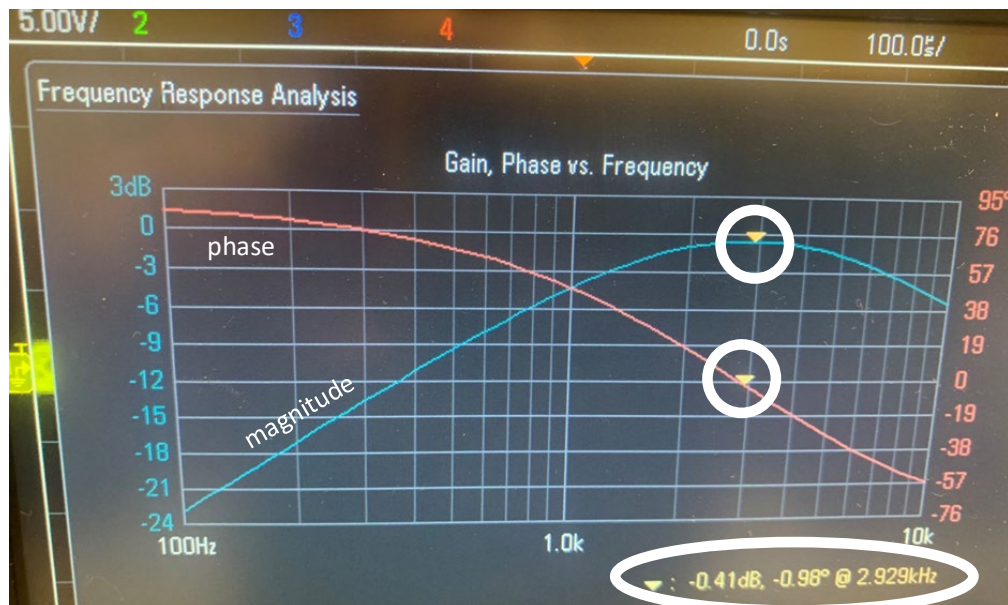 5.00V/ 2 3 4 0.0s 100.0µs/
Frequency Response Analysis
Gain, Phase vs. Frequency
3dB
0
-3
-6
-9
-12
-15
-18
-21
-24
95°
76
57
38
19
0
-19
-38
-57
-76
phase
magnitude
100Hz 1.0k 10k
: -0.41dB, -0.98° @ 2.929kHz